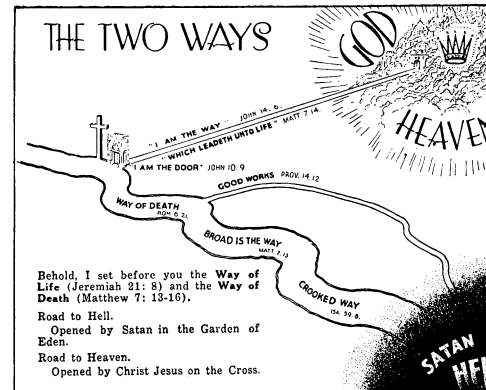 THE TWO WAYS
GOD
HEAVEN
"I AM THE WAY" JOHN 14. 6.
"WHICH LEADETH UNTO LIFE" MATT 7 14.
"I AM THE DOOR" JOHN 10. 9
GOOD WORKS PROV. 14. 12
WAY OF DEATH
ROM 6 21.
BROAD IS THE WAY
MATT 7. 13
CROOKED WAY
ISA. 59. 8.
Behold, I set before you the Way of
Life (Jeremiah 21: 8) and the Way of
Death (Matthew 7: 13-16).
Road to Hell.
Opened by Satan in the Garden of
Eden.
Road to Heaven.
Opened by Christ Jesus on the Cross.
SATAN
HEL